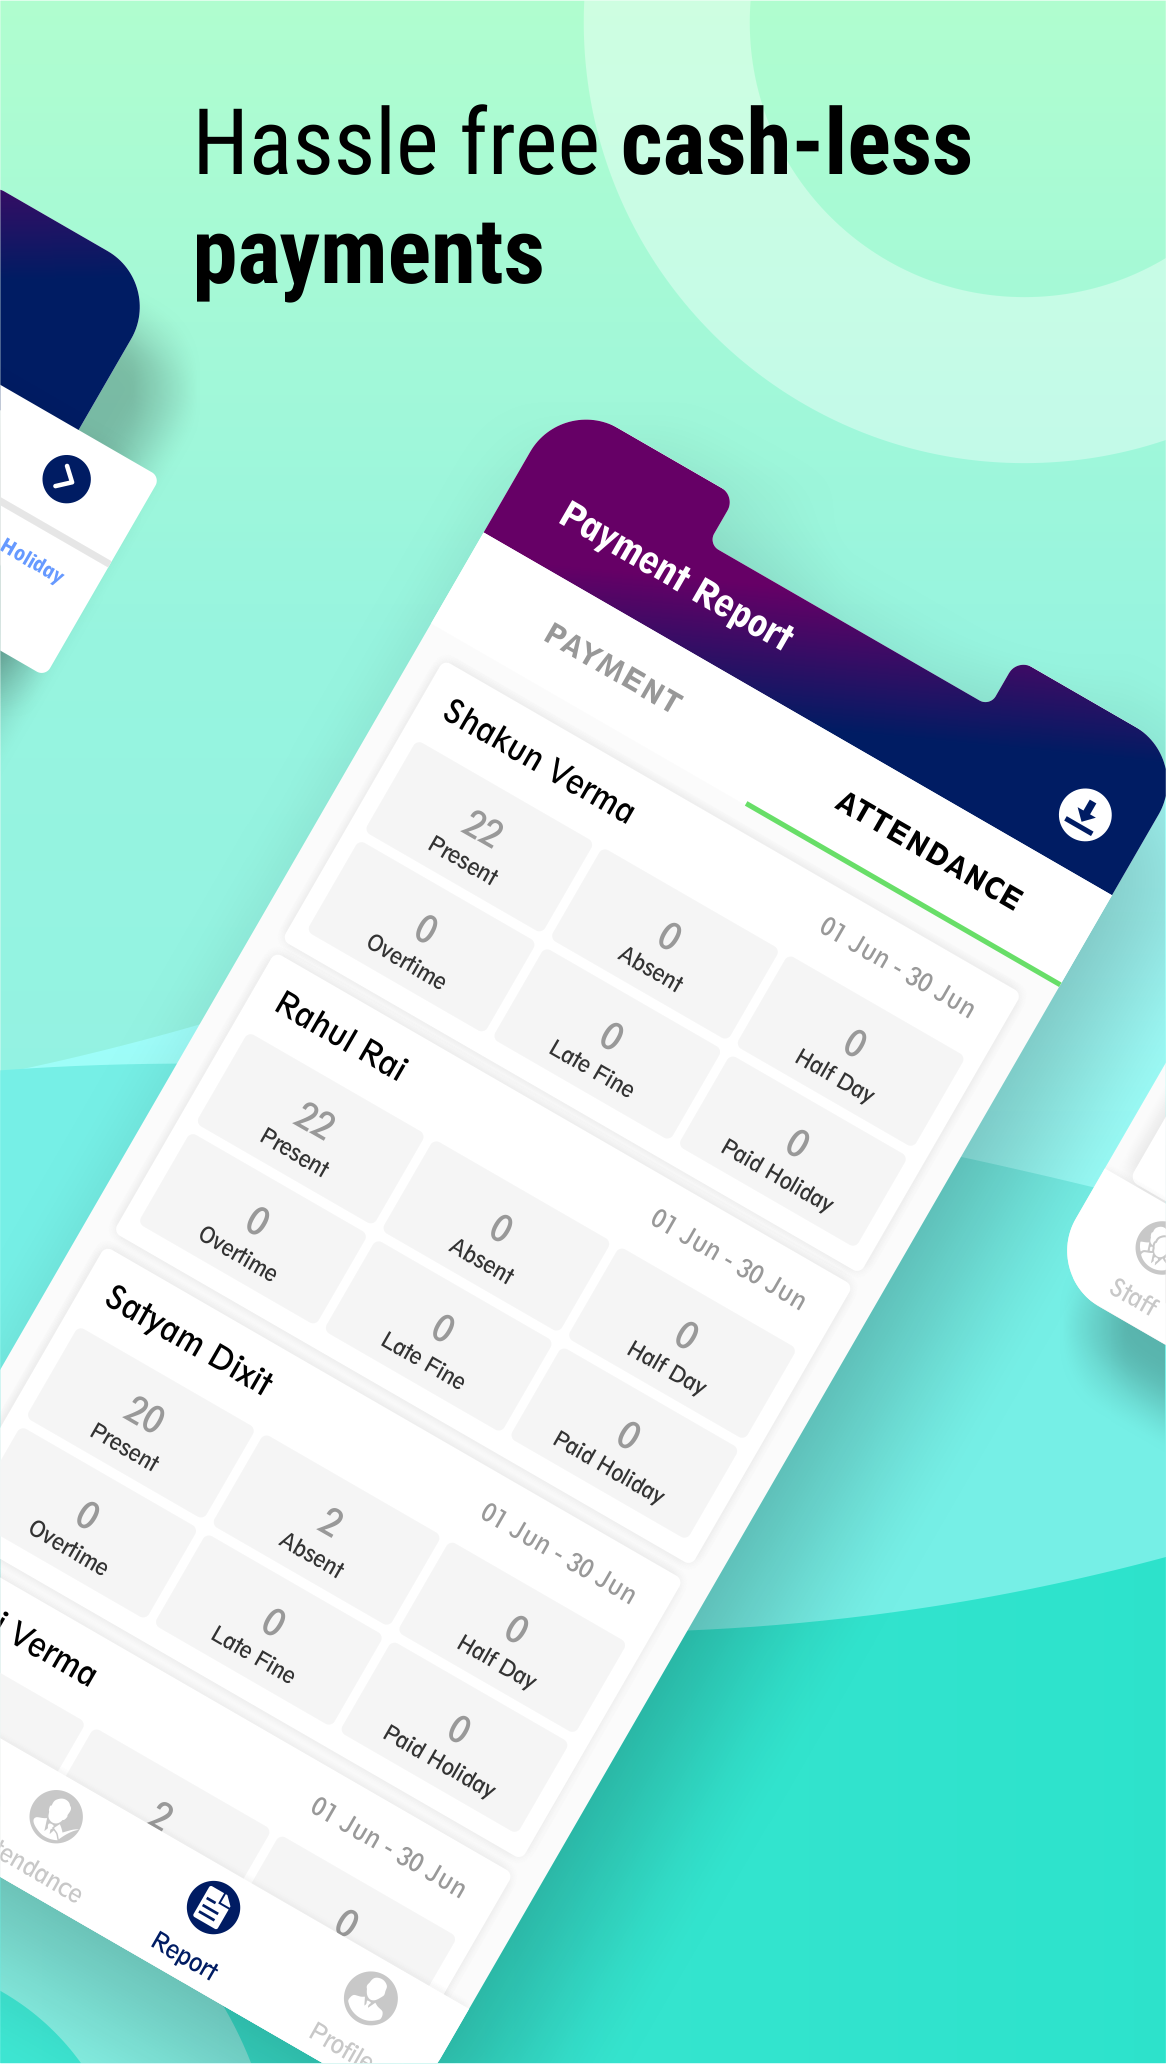 Hassle free cash-less
payments
Holiday
Payment Report
PAYMENT
ATTENDANCE
Shakun Verma
01 Jun - 30 Jun
22
Present
0
Absent
0
Half Day
0
Overtime
0
Late Fine
0
Paid Holiday
Rahul Rai
01 Jun - 30 Jun
22
Present
0
Absent
0
Half Day
0
Overtime
0
Late Fine
0
Paid Holiday
Satyam Dixit
01 Jun - 30 Jun
20
Present
2
Absent
0
Half Day
0
Overtime
0
Late Fine
0
Paid Holiday
i Verma
01 Jun - 30 Jun
2
0
tendance
Report
Profile
Staff